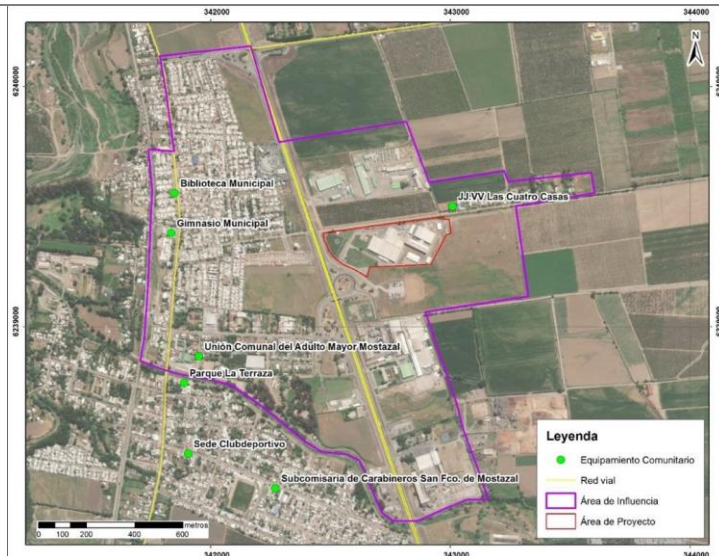 342000
343000
344000
N
6240000
6240000
Biblioteca Municipal
JJ.VV Las Cuatro Casas
Gimnasio Municipal
6239000
6239000
Unión Comunal del Adulto Mayor Mostazal
Parque La Terraza
Sede Clubdeportivo
Subcomisaria de Carabineros San Fco. de Mostazal
Leyenda
Equipamiento Comunitario
Red vial
Área de Influencia
Área de Proyecto
metros
0 100 200 400 600
342000
343000
344000